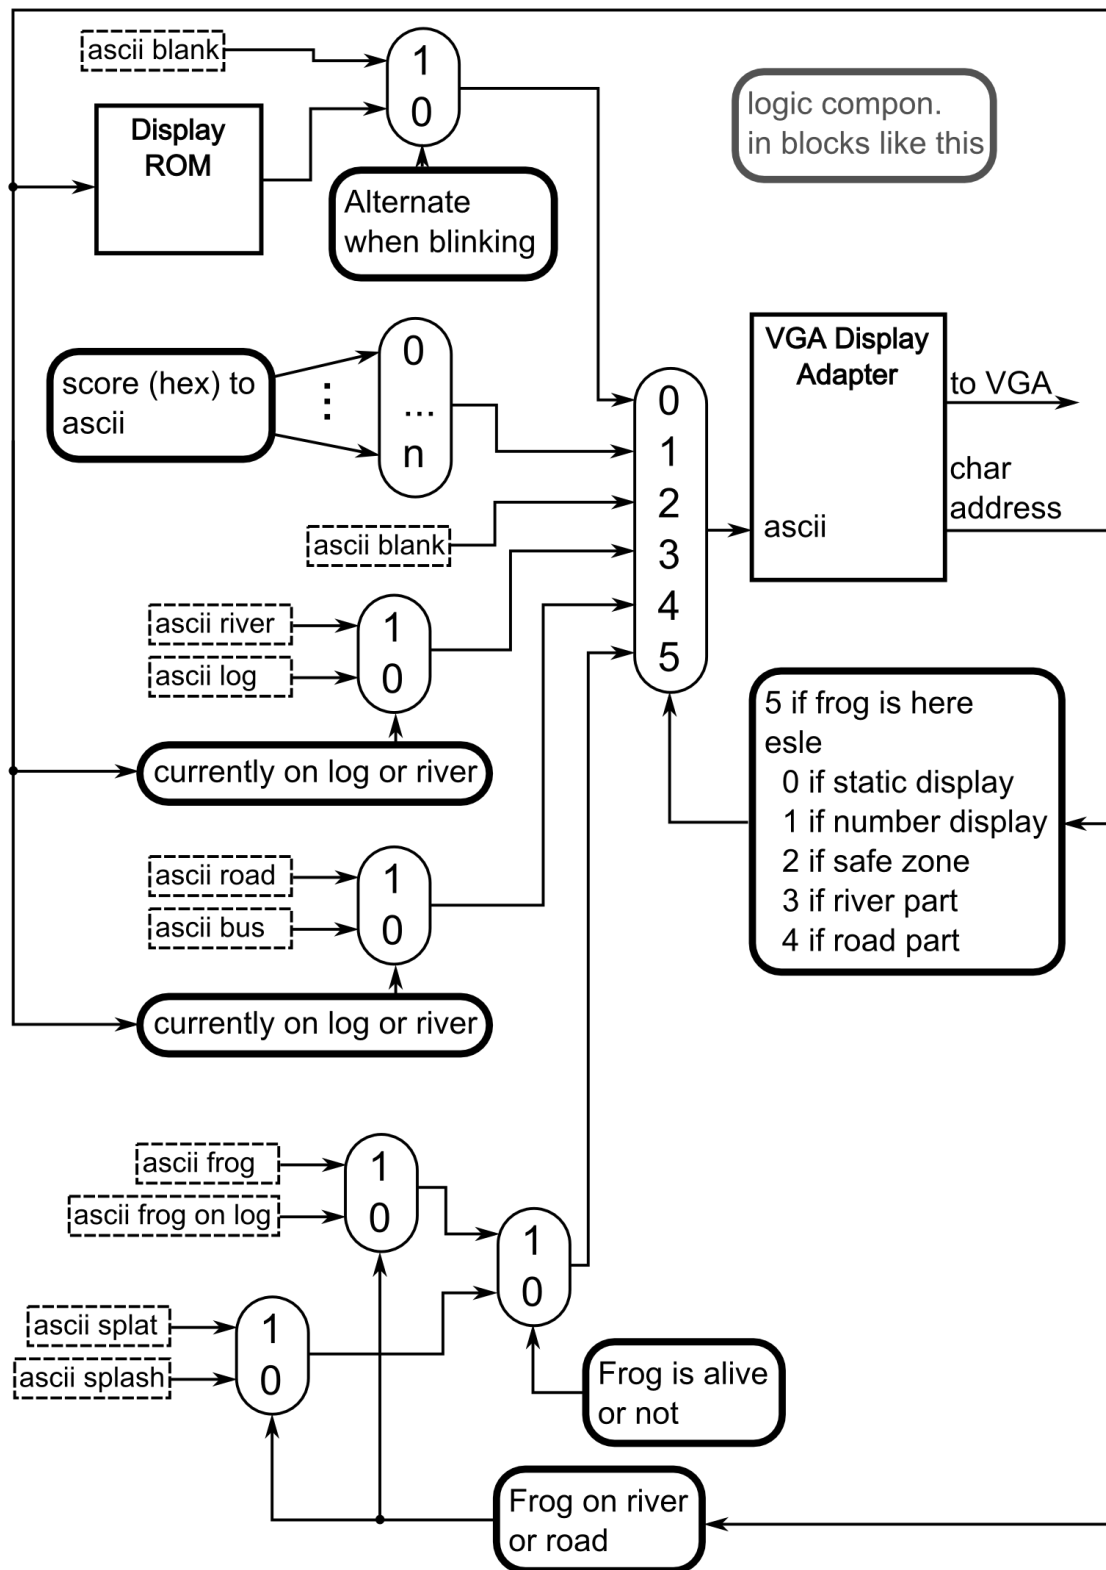 ascii blank
1
0
Display
ROM
Alternate
when blinking
logic compon.
in blocks like this
score (hex) to
ascii
⋮
0
...
n
ascii blank
ascii river
ascii log
1
0
currently on log or river
ascii road
ascii bus
1
0
currently on log or river
0
1
2
3
4
5
VGA Display
Adapter
ascii
to VGA
char
address
5 if frog is here
esle
0 if static display
1 if number display
2 if safe zone
3 if river part
4 if road part
ascii frog
ascii frog on log
1
0
1
0
ascii splat
ascii splash
1
0
Frog is alive
or not
Frog on river
or road